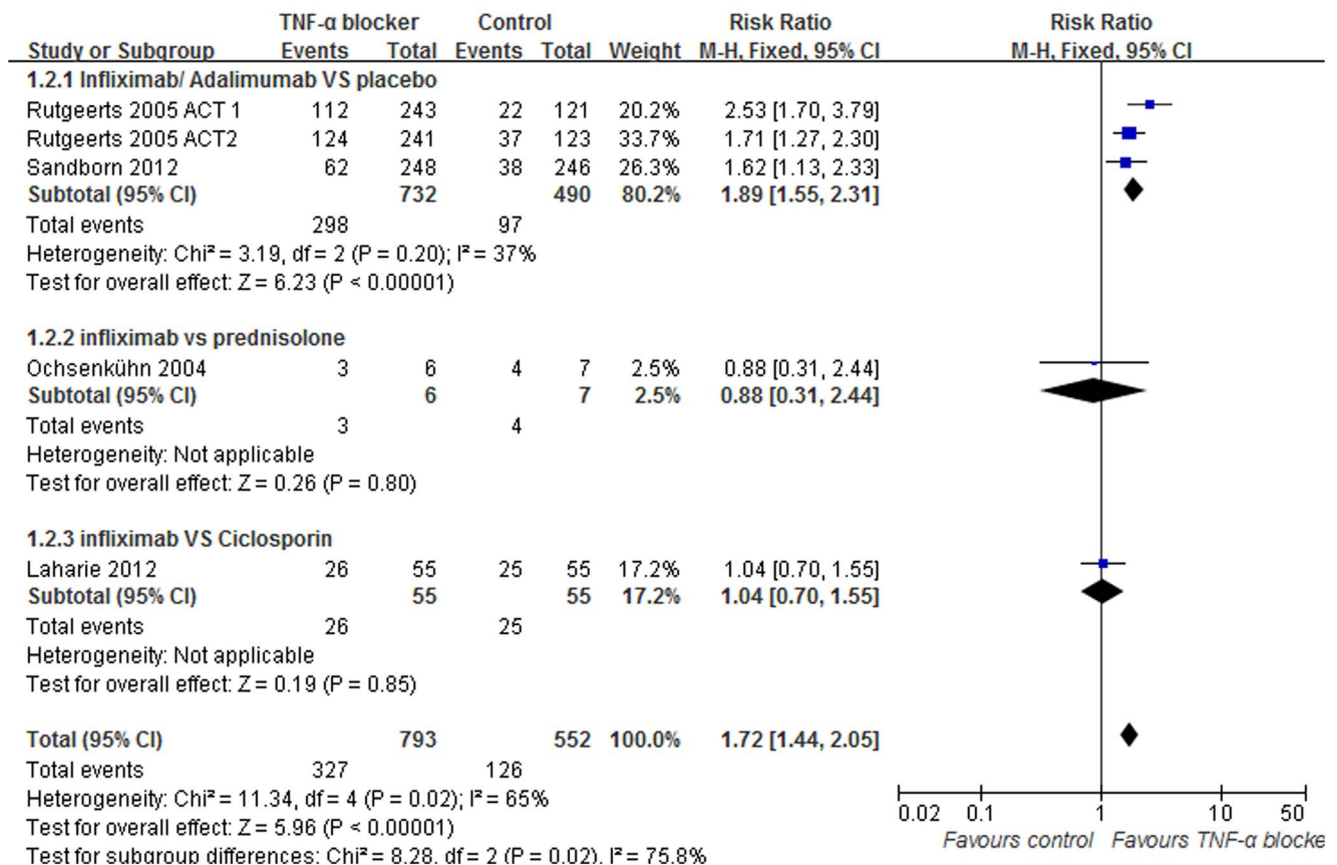 TNF-α blocker Control Risk Ratio Risk Ratio
Study or Subgroup Events Total Events Total Weight M-H, Fixed, 95% CI M-H, Fixed, 95% CI
1.2.1 Infliximab/ Adalimumab VS placebo
Rutgeerts 2005 ACT 1 112 243 22 121 20.2% 2.53 [1.70, 3.79]
Rutgeerts 2005 ACT2 124 241 37 123 33.7% 1.71 [1.27, 2.30]
Sandborn 2012 62 248 38 246 26.3% 1.62 [1.13, 2.33]
Subtotal (95% CI) 732 490 80.2% 1.89 [1.55, 2.31]
Total events 298 97
Heterogeneity: Chi² = 3.19, df = 2 (P = 0.20); I² = 37%
Test for overall effect: Z = 6.23 (P < 0.00001)
1.2.2 infliximab vs prednisolone
Ochsenkühn 2004 3 6 4 7 2.5% 0.88 [0.31, 2.44]
Subtotal (95% CI) 6 7 2.5% 0.88 [0.31, 2.44]
Total events 3 4
Heterogeneity: Not applicable
Test for overall effect: Z = 0.26 (P = 0.80)
1.2.3 infliximab VS Ciclosporin
Laharie 2012 26 55 25 55 17.2% 1.04 [0.70, 1.55]
Subtotal (95% CI) 55 55 17.2% 1.04 [0.70, 1.55]
Total events 26 25
Heterogeneity: Not applicable
Test for overall effect: Z = 0.19 (P = 0.85)
Total (95% CI) 793 552 100.0% 1.72 [1.44, 2.05]
Total events 327 126
Heterogeneity: Chi² = 11.34, df = 4 (P = 0.02); I² = 65%
Test for overall effect: Z = 5.96 (P < 0.00001)
Test for subgroup differences: Chi² = 8.28, df = 2 (P = 0.02), I² = 75.8%
0.02 0.1 1 10 50
Favours control Favours TNF-α blocke